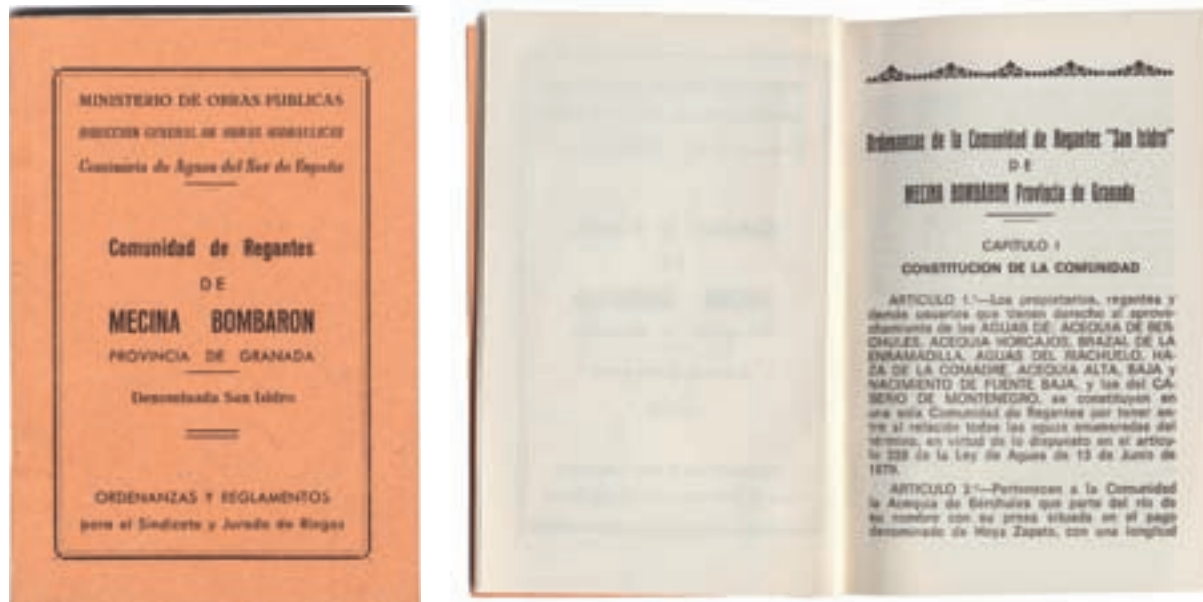 MINISTERIO DE OBRAS PUBLICAS
DIRECCION GENERAL DE OBRAS HIDRAULICAS
Comisaría de Aguas del Sur de España
Comunidad de Regantes
DE
MECINA BOMBARON
PROVINCIA DE GRANADA
Denominada San Isidro
ORDENANZAS Y REGLAMENTOS
para el Sindicato y Jurado de Riegos
Ordenanzas de la Comunidad de Regantes "San Isidro"
DE
MECINA BOMBARON Provincia de Granada
CAPITULO I
CONSTITUCION DE LA COMUNIDAD
ARTICULO 1.º—Los propietarios, regantes y
demás usuarios que tienen derecho al aprove-
chamiento de las AGUAS DE: ACEQUIA DE BER-
CHULES, ACEQUIA HORCAJOS, BRAZAL DE LA
ENRAMADILLA, AGUAS DEL RIACHUELO, HA-
ZA DE LA COMADRE, ACEQUIA ALTA, BAJA y
NACIMIENTO DE FUENTE BAJA, y las del CA-
SERIO DE MONTENEGRO, se constituyen en
una sola Comunidad de Regantes por tener en-
tre sí relación todas las aguas enumeradas del
término, en virtud de lo dispuesto en el artícu-
lo 228 de la Ley de Aguas de 13 de Junio de
1879.
ARTICULO 2.º—Pertenecen a la Comunidad
la Acequia de Bérchules que parte del río de
su nombre con su presa situada en el pago
denominado de Hoya Zapata, con una longitud